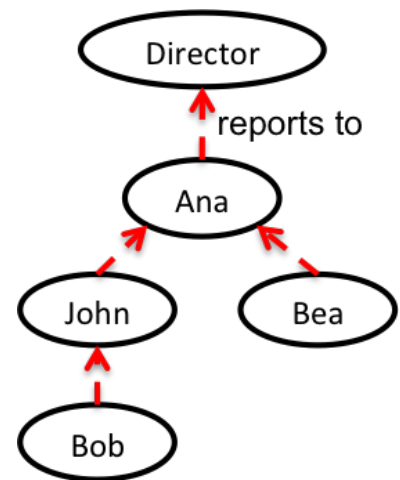 Director
reports to
Ana
John
Bea
Bob